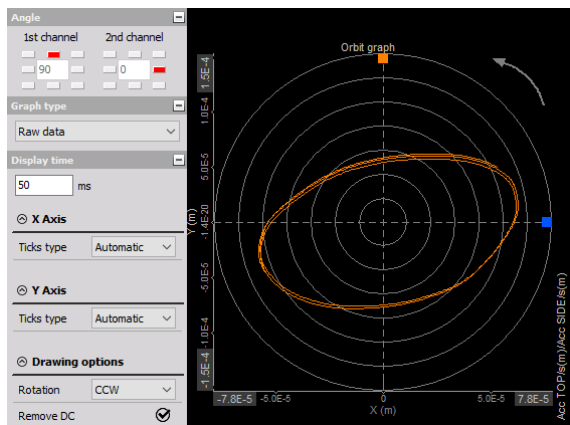 Angle
1st channel 2nd channel
90 0
Graph type
Raw data
Display time
50 ms
X Axis
Ticks type Automatic
Y Axis
Ticks type Automatic
Drawing options
Rotation CCW
Remove DC
Orbit graph
1.5E-4
1.0E-4
5.0E-5
-1.4E-20
-5.0E-5
-1.0E-4
-1.5E-4
Y (m)
-7.8E-5 -5.0E-5 0 5.0E-5 7.8E-5
X (m)
Acc TOP/s(m)/Acc SIDE/s(m)